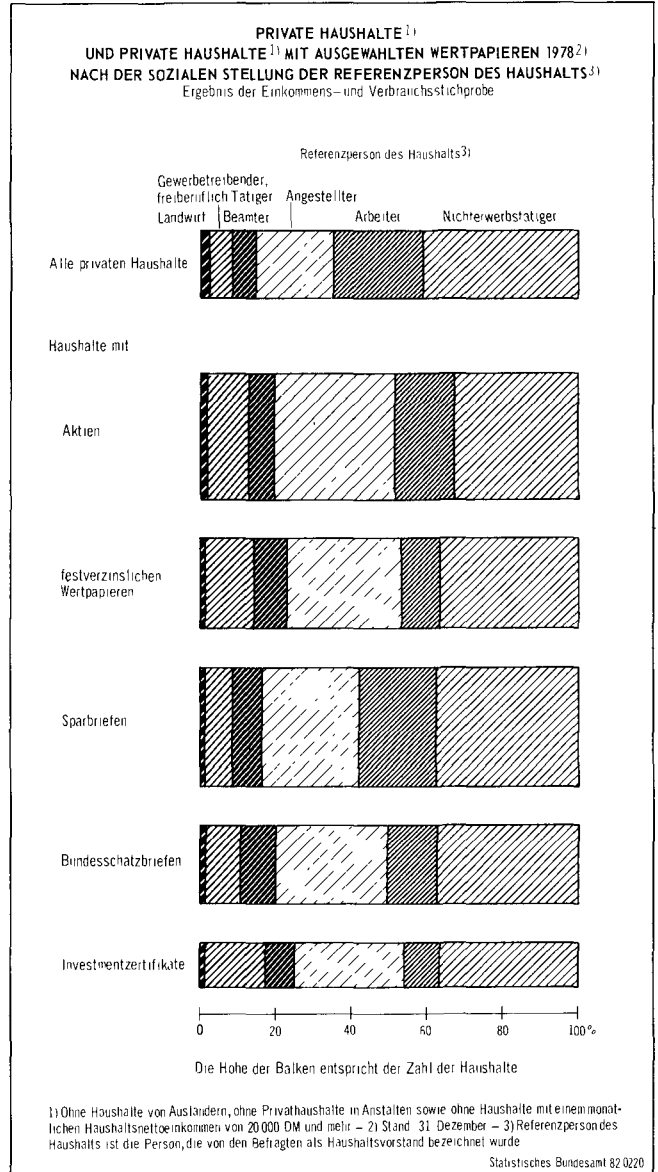 PRIVATE HAUSHALTE 1)
UND PRIVATE HAUSHALTE 1) MIT AUSGEWAHLTEN WERTPAPIEREN 1978 2)
NACH DER SOZIALEN STELLUNG DER REFERENZPERSON DES HAUSHALTS 3)
Ergebnis der Einkommens- und Verbrauchsstichprobe
Referenzperson des Haushalts 3)
Gewerbetreibender,
freiberuflich Tatiger Angestellter
Landwirt Beamter Arbeiter Nichterwerbstatiger
Alle privaten Haushalte
Haushalte mit
Aktien
festverzinslichen
Wertpapieren
Sparbriefen
Bundesschatzbriefen
Investmentzertifikate
0 20 40 60 80 100%
Die Hohe der Balken entspricht der Zahl der Haushalte
1) Ohne Haushalte von Auslandern, ohne Privathaushalte in Anstalten sowie ohne Haushalte mit einem monat-
lichen Haushaltsnettoeinkommen von 20 000 DM und mehr – 2) Stand 31 Dezember – 3) Referenzperson des
Haushalts ist die Person, die von den Befragten als Haushaltsvorstand bezeichnet wurde
Statistisches Bundesamt 82 0220